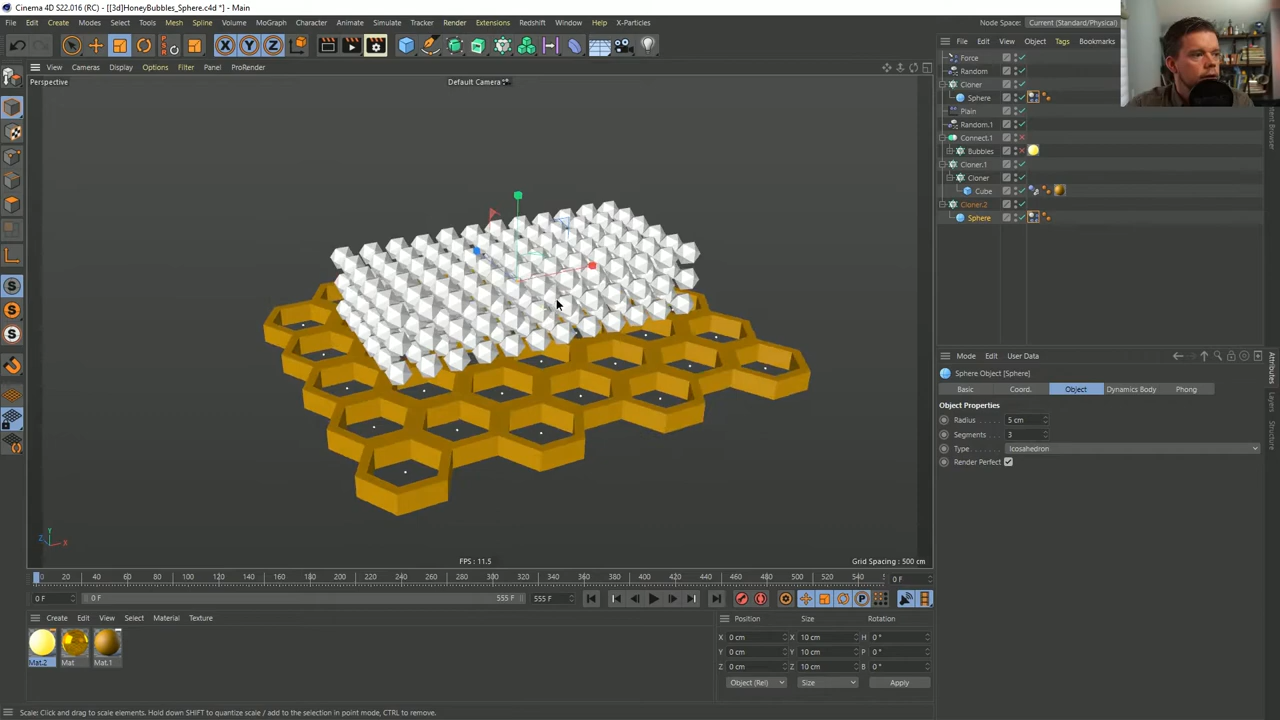 Cinema 4D S22.016 (RC) - [[3d]HoneyBubbles_Sphere.c4d *] - Main
File Edit Create Modes Select Tools Mesh Spline Volume MoGraph Character Animate Simulate Tracker Render Extensions Redshift Window Help X-Particles
Node Space: Current (Standard/Physical)
View Cameras Display Options Filter Panel ProRender
File Edit View Object Tags Bookmarks
Perspective
Default Camera
Force
Random
Cloner
Sphere
Plain
Random.1
Connect.1
Bubbles
Cloner.1
Cloner
Cube
Cloner.2
Sphere
Content Browser
Mode Edit User Data
Sphere Object [Sphere]
Basic Coord. Object Dynamics Body Phong
Object Properties
Radius 5 cm
Segments 3
Type Icosahedron
Render Perfect
Attributes
Layers
Structure
Y
Z X
FPS : 11.5
Grid Spacing : 500 cm
0 20 40 60 80 100 120 140 160 180 200 220 240 260 280 300 320 340 360 380 400 420 440 460 480 500 520 540 0 F
0 F 0 F 555 F 555 F
Create Edit View Select Material Texture
Mat.2 Mat Mat.1
Position Size Rotation
X 0 cm X 10 cm H 0 °
Y 0 cm Y 10 cm P 0 °
Z 0 cm Z 10 cm B 0 °
Object (Rel) Size Apply
Scale: Click and drag to scale elements. Hold down SHIFT to quantize scale / add to the selection in point mode, CTRL to remove.